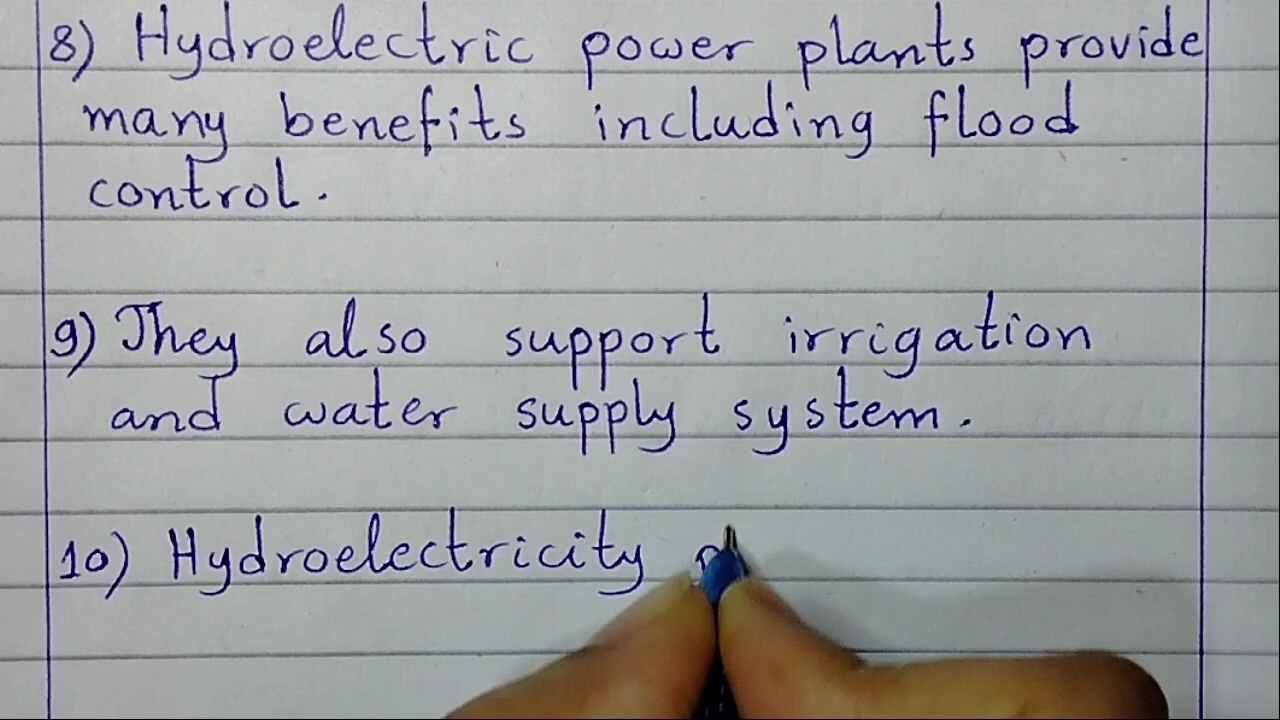 8) Hydroelectric power plants provide
many benefits including flood
control.
9) They also support irrigation
and water supply system.
10) Hydroelectricity